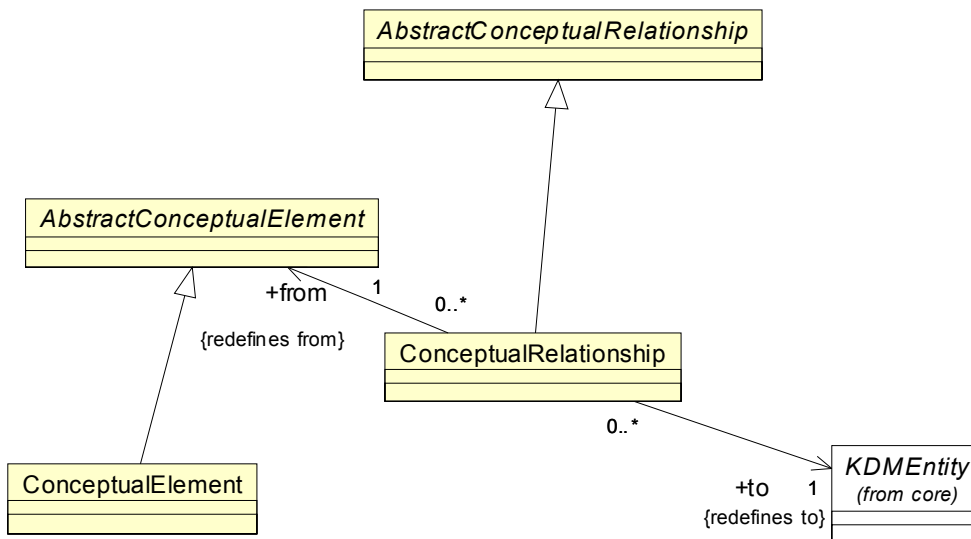 AbstractConceptualRelationship
AbstractConceptualElement
+from
1
0..*
{redefines from}
ConceptualRelationship
0..*
ConceptualElement
KDMEntity
(from core)
+to
1
{redefines to}